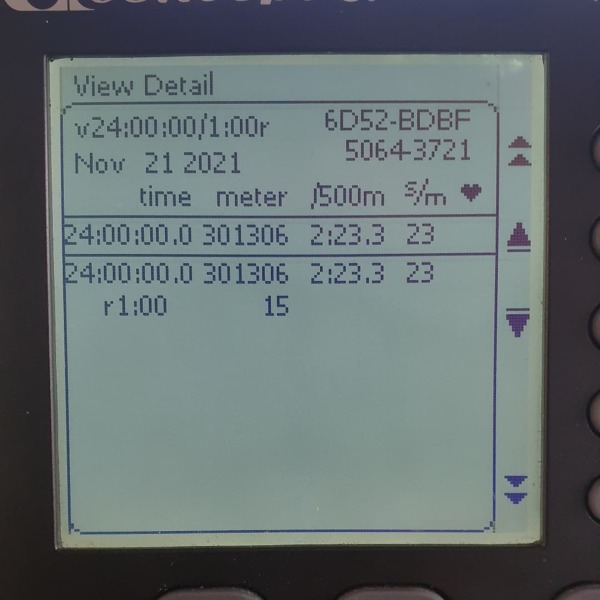 View Detail
v24:00:00/1:00r 6D52-BDBF
Nov 21 2021 5064-3721
time meter /500m s/m ♥
24:00:00.0 301306 2:23.3 23
24:00:00.0 301306 2:23.3 23
r1:00 15